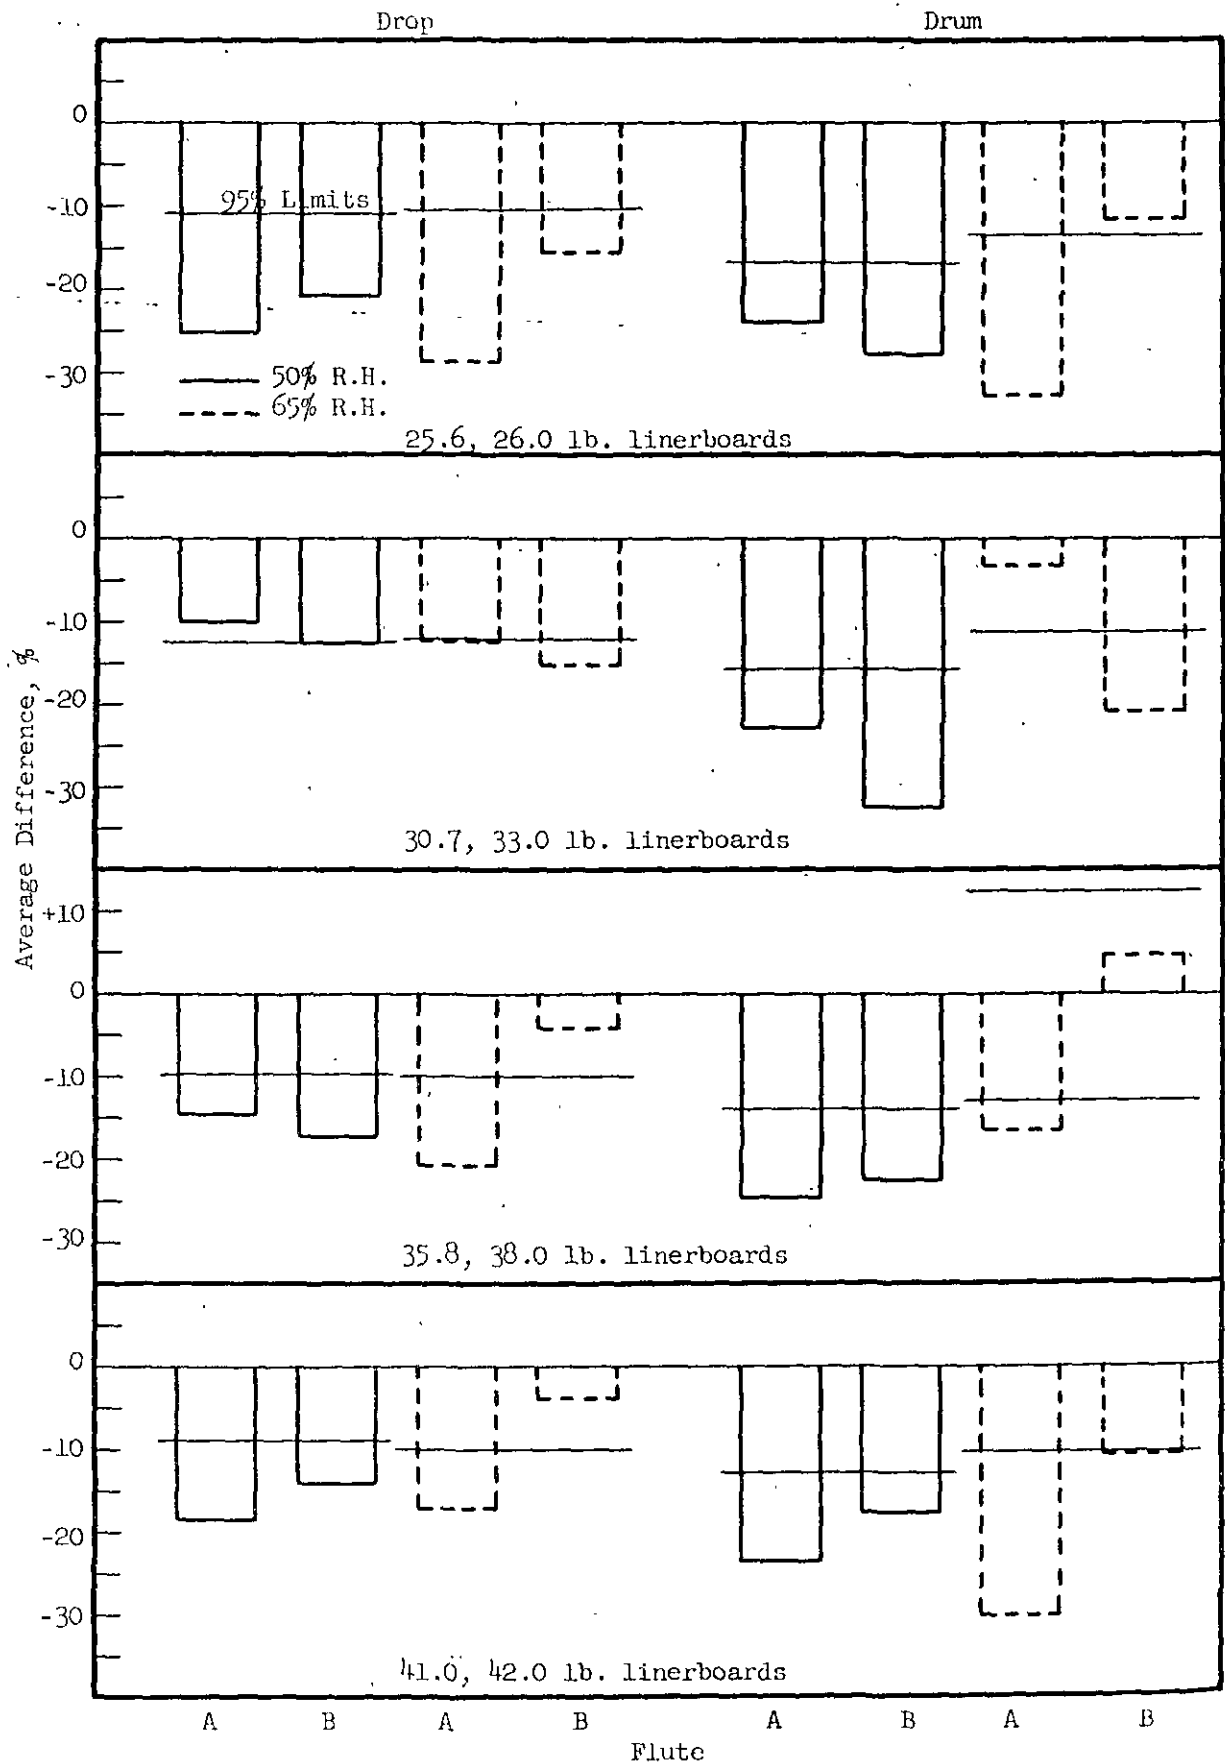 Drop Drum
0
-10
-20
-30
95% Limits
50% R.H.
65% R.H.
25.6, 26.0 lb. linerboards
0
-10
-20
-30
30.7, 33.0 lb. linerboards
Average Difference, %
+10
0
-10
-20
-30
35.8, 38.0 lb. linerboards
0
-10
-20
-30
41.0, 42.0 lb. linerboards
A B A B A B A B
Flute